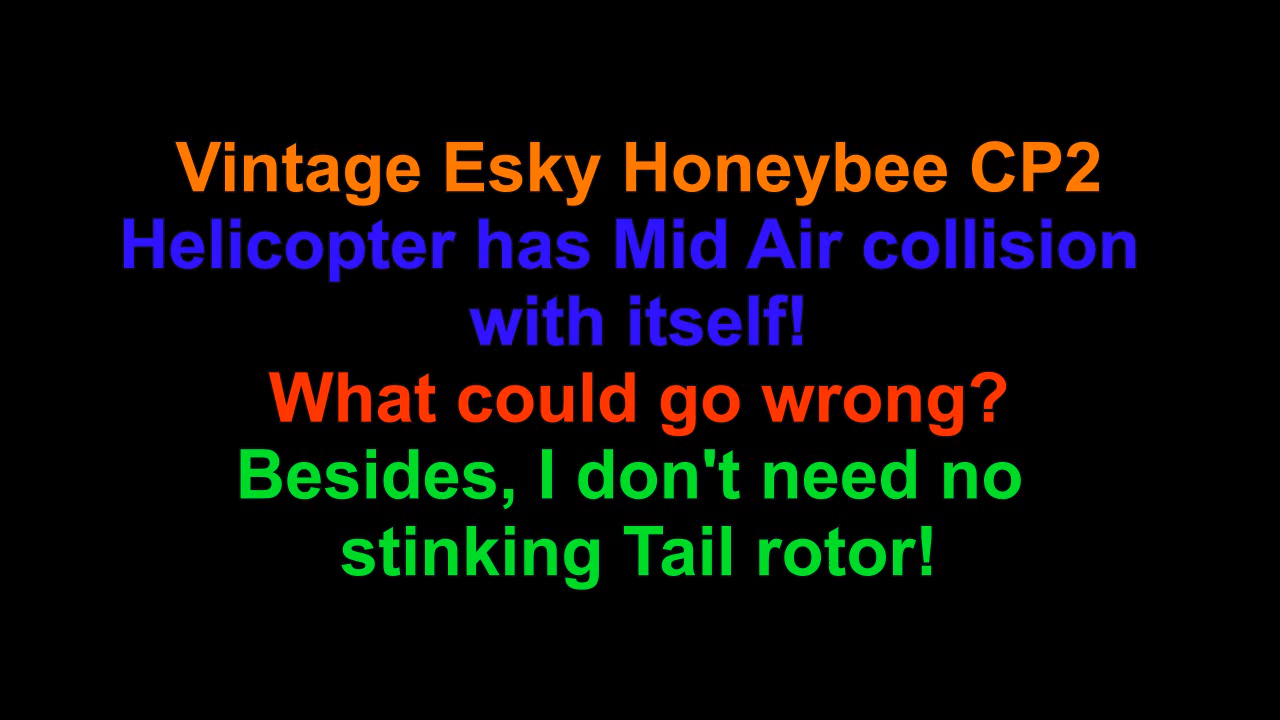 Vintage Esky Honeybee CP2
Helicopter has Mid Air collision
with itself!
What could go wrong?
Besides, I don't need no
stinking Tail rotor!